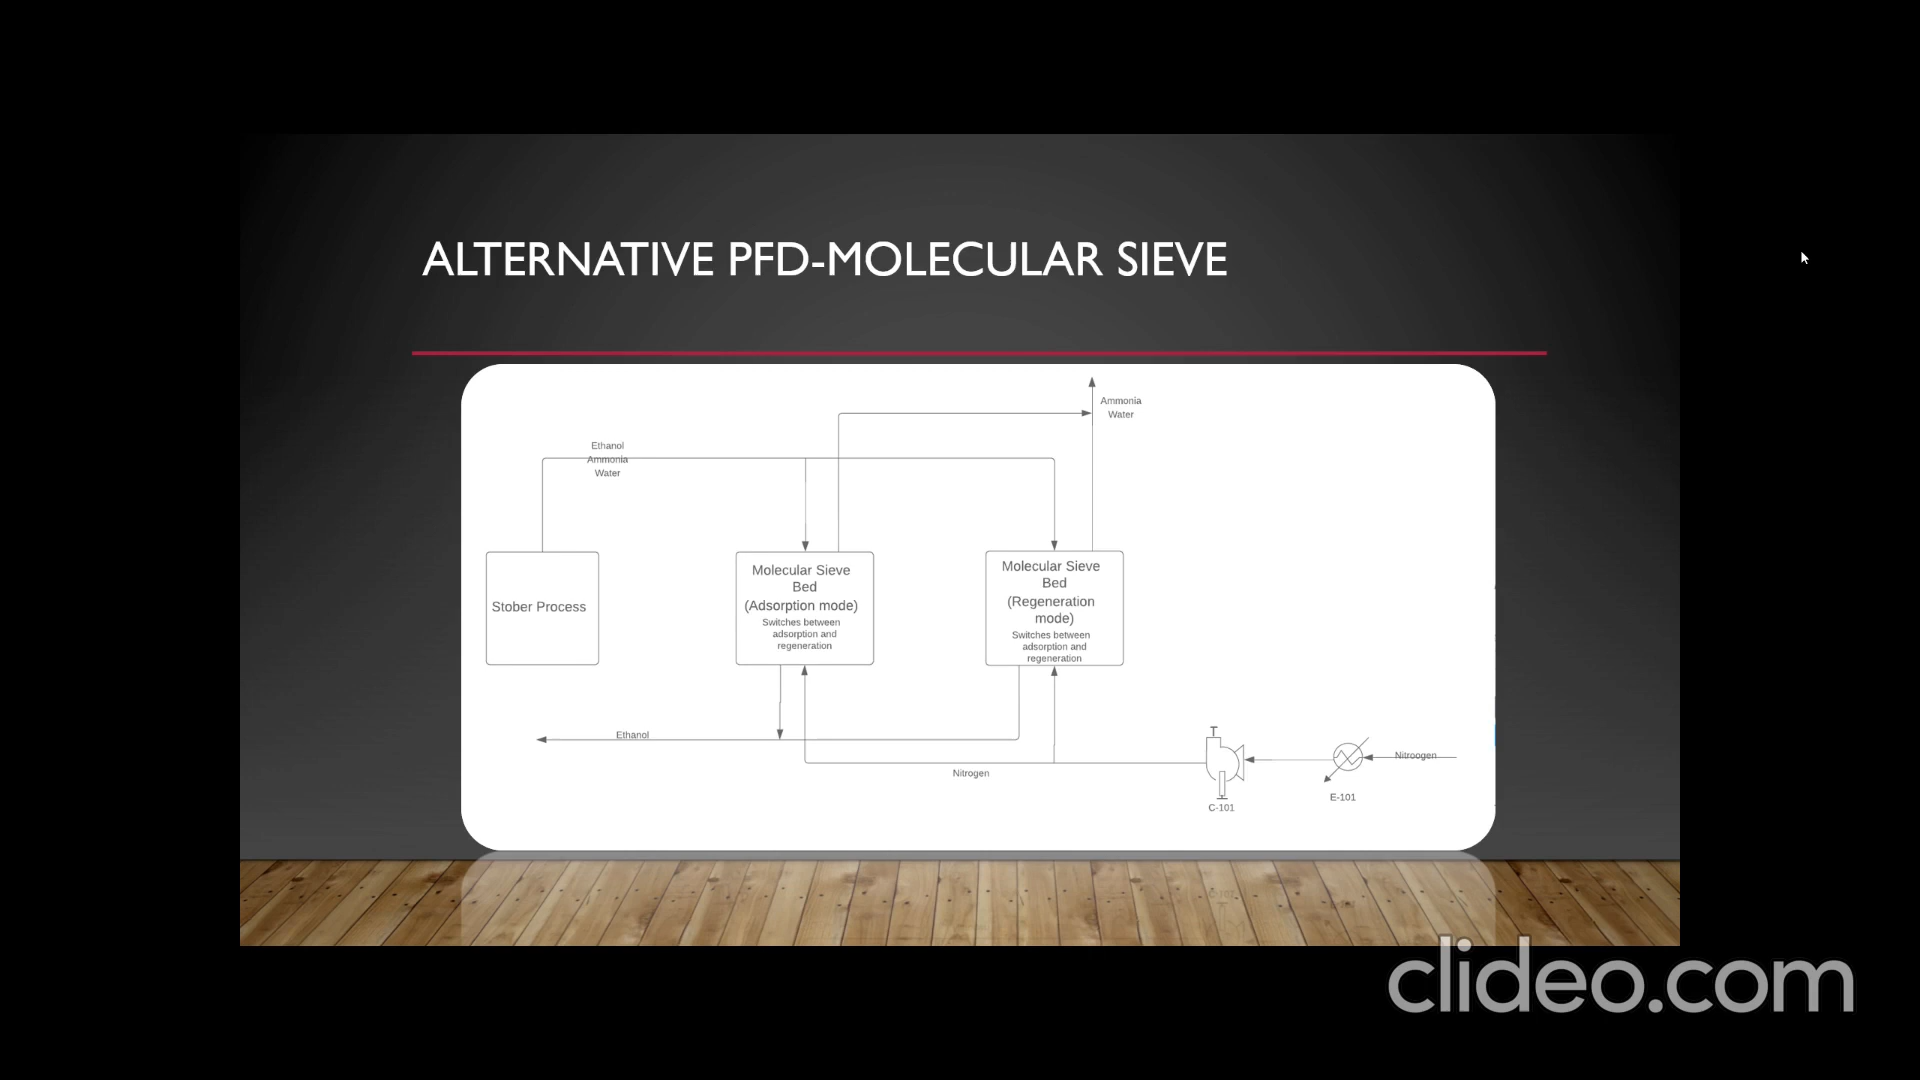 ALTERNATIVE PFD-MOLECULAR SIEVE
Ammonia
Water
Ethanol
Ammonia
Water
Stober Process
Molecular Sieve
Bed
(Adsorption mode)
Switches between
adsorption and
regeneration
Molecular Sieve
Bed
(Regeneration
mode)
Switches between
adsorption and
regeneration
Ethanol
Nitrogen
C-101
E-101
Nitroogen
clideo.com